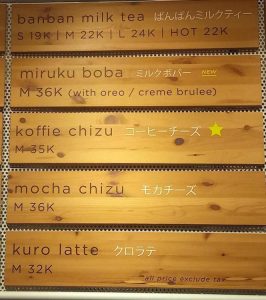 banban milk tea ばんばんミルクティー
S 19K | M 22K | L 24K | HOT 22K
miruku boba ミルクボバー NEW
M 36K (with oreo / creme brulee)
koffie chizu コーヒーチーズ
M 35K
mocha chizu モカチーズ
M 36K
kuro latte クロラテ
M 32K
all price exclude tax